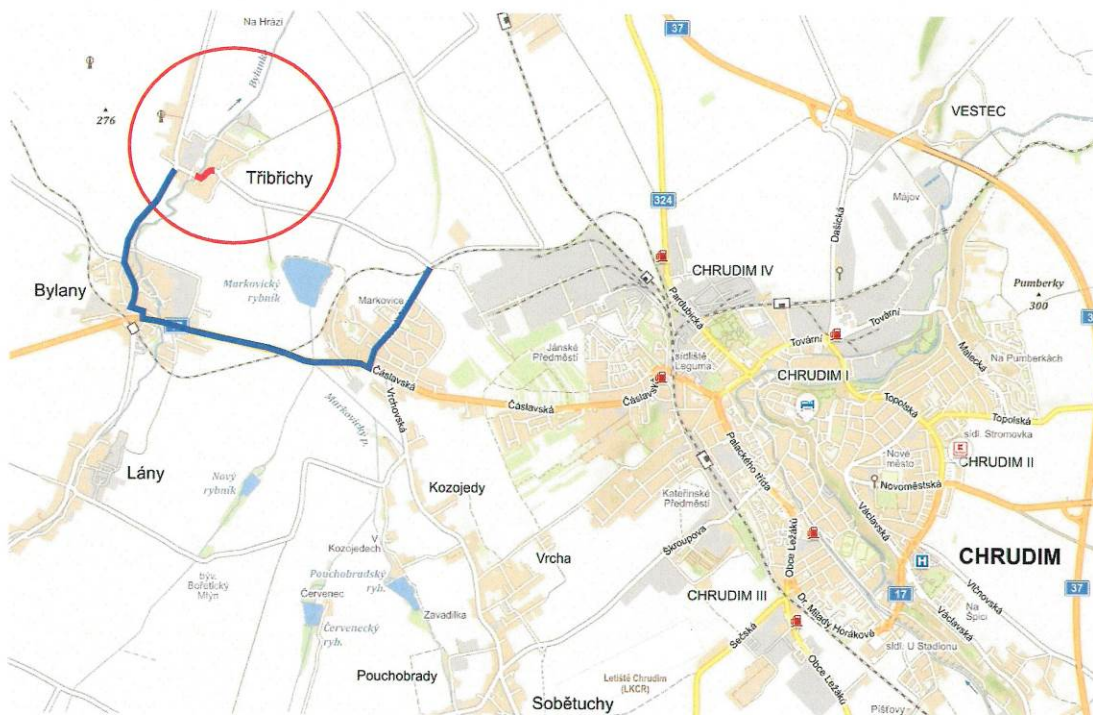 Na Hrázi
37
Bylanka
276
VESTEC
Třibřichy
324
Májov
Dašická
CHRUDIM IV
Markovický
rybník
Pumberky
300
Bylany
Markovice
Pardubická
Tovární
Tovární
Jánské
Předměstí
sídliště
Leguma
Malecká
Na Pumberkách
CHRUDIM I
Čáslavská
Čáslavská
Čáslavská
Topolská
Topolská
Vrchovská
Markovický p.
sídl. Stromovka
Palackého třída
CHRUDIM II
Lány
Nový
rybník
Nové
město
Novoměstská
Kozojedy
Kateřinské
Předměstí
Václavská
V
Kozojedech
Vrcha
Škroupova
Obce Ležáků
H
CHRUDIM
býv.
Bořetický
Mlýn
Pouchobradský
ryb.
Červenec
Zavadilka
CHRUDIM III
17
37
Vlčnovská
Dr. Milady Horákové
Na
Špici
Červenecký
ryb.
Sečská
Václavská
sídl. U Stadionu
Pouchobrady
Obce Ležáků
Letiště Chrudim
(LKCR)
Sobětuchy
Píšťovy